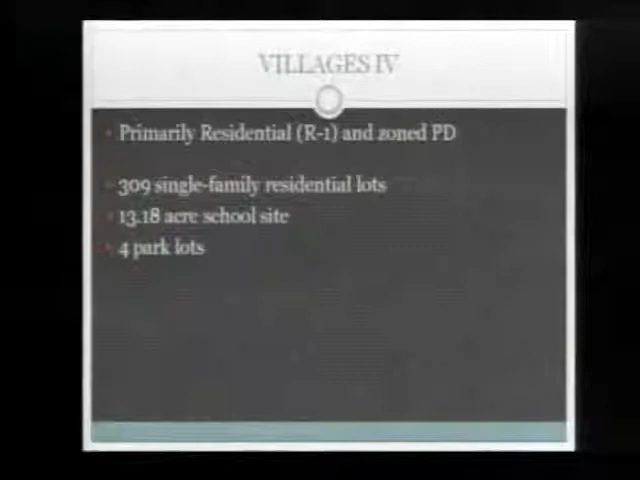 VILLAGES IV
Primarily Residential (R-1) and zoned PD
309 single-family residential lots
13.18 acre school site
4 park lots